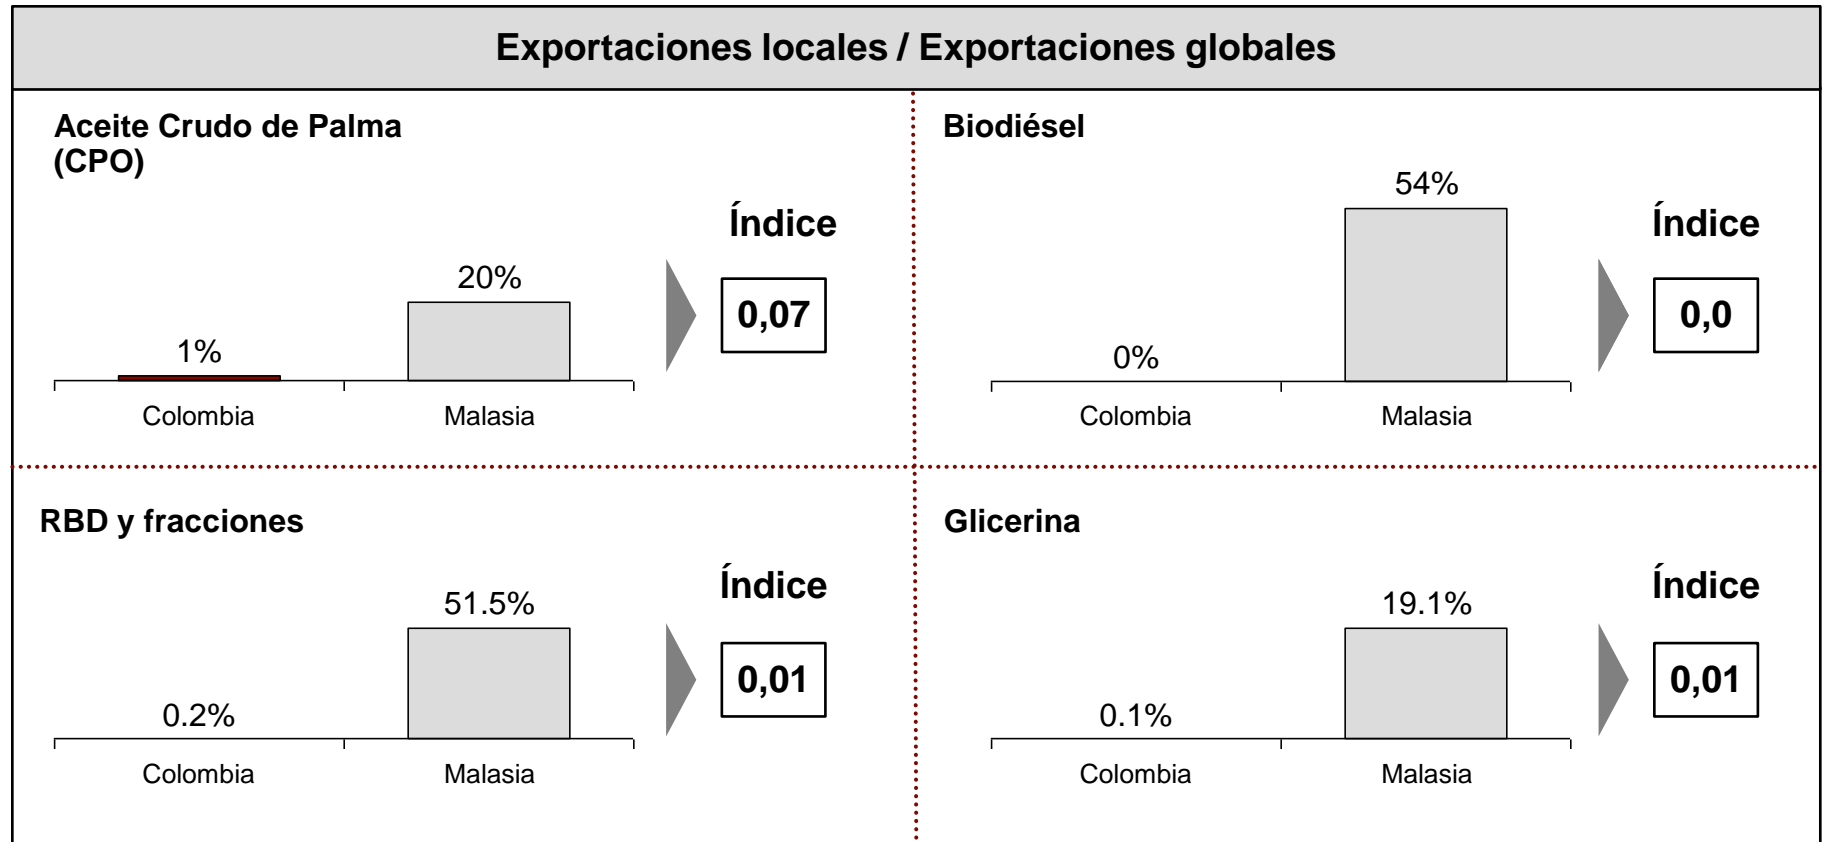 Exportaciones locales / Exportaciones globales
Aceite Crudo de Palma
(CPO)
Índice
20%
0,07
1%
Colombia
Malasia
Biodiésel
54%
Índice
0,0
0%
Colombia
Malasia
RBD y fracciones
Índice
51.5%
0,01
0.2%
Colombia
Malasia
Glicerina
Índice
19.1%
0,01
0.1%
Colombia
Malasia